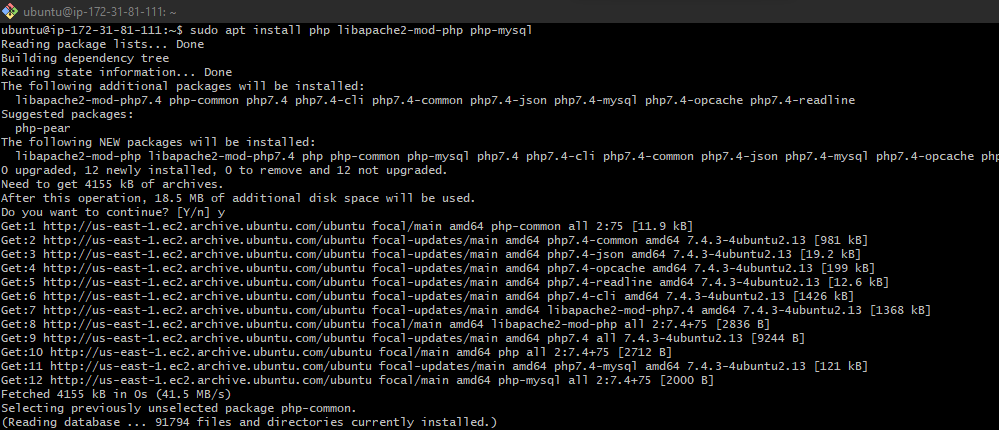 ubuntu@ip-172-31-81-111: ~
ubuntu@ip-172-31-81-111:~$ sudo apt install php libapache2-mod-php php-mysql
Reading package lists... Done
Building dependency tree
Reading state information... Done
The following additional packages will be installed:
  libapache2-mod-php7.4 php-common php7.4 php7.4-cli php7.4-common php7.4-json php7.4-mysql php7.4-opcache php7.4-readline
Suggested packages:
  php-pear
The following NEW packages will be installed:
  libapache2-mod-php libapache2-mod-php7.4 php php-common php-mysql php7.4 php7.4-cli php7.4-common php7.4-json php7.4-mysql php7.4-opcache php
0 upgraded, 12 newly installed, 0 to remove and 12 not upgraded.
Need to get 4155 kB of archives.
After this operation, 18.5 MB of additional disk space will be used.
Do you want to continue? [Y/n] y
Get:1 http://us-east-1.ec2.archive.ubuntu.com/ubuntu focal/main amd64 php-common all 2:75 [11.9 kB]
Get:2 http://us-east-1.ec2.archive.ubuntu.com/ubuntu focal-updates/main amd64 php7.4-common amd64 7.4.3-4ubuntu2.13 [981 kB]
Get:3 http://us-east-1.ec2.archive.ubuntu.com/ubuntu focal-updates/main amd64 php7.4-json amd64 7.4.3-4ubuntu2.13 [19.2 kB]
Get:4 http://us-east-1.ec2.archive.ubuntu.com/ubuntu focal-updates/main amd64 php7.4-opcache amd64 7.4.3-4ubuntu2.13 [199 kB]
Get:5 http://us-east-1.ec2.archive.ubuntu.com/ubuntu focal-updates/main amd64 php7.4-readline amd64 7.4.3-4ubuntu2.13 [12.6 kB]
Get:6 http://us-east-1.ec2.archive.ubuntu.com/ubuntu focal-updates/main amd64 php7.4-cli amd64 7.4.3-4ubuntu2.13 [1426 kB]
Get:7 http://us-east-1.ec2.archive.ubuntu.com/ubuntu focal-updates/main amd64 libapache2-mod-php7.4 amd64 7.4.3-4ubuntu2.13 [1368 kB]
Get:8 http://us-east-1.ec2.archive.ubuntu.com/ubuntu focal/main amd64 libapache2-mod-php all 2:7.4+75 [2836 B]
Get:9 http://us-east-1.ec2.archive.ubuntu.com/ubuntu focal-updates/main amd64 php7.4 all 7.4.3-4ubuntu2.13 [9244 B]
Get:10 http://us-east-1.ec2.archive.ubuntu.com/ubuntu focal/main amd64 php all 2:7.4+75 [2712 B]
Get:11 http://us-east-1.ec2.archive.ubuntu.com/ubuntu focal-updates/main amd64 php7.4-mysql amd64 7.4.3-4ubuntu2.13 [121 kB]
Get:12 http://us-east-1.ec2.archive.ubuntu.com/ubuntu focal/main amd64 php-mysql all 2:7.4+75 [2000 B]
Fetched 4155 kB in 0s (41.5 MB/s)
Selecting previously unselected package php-common.
(Reading database ... 91794 files and directories currently installed.)